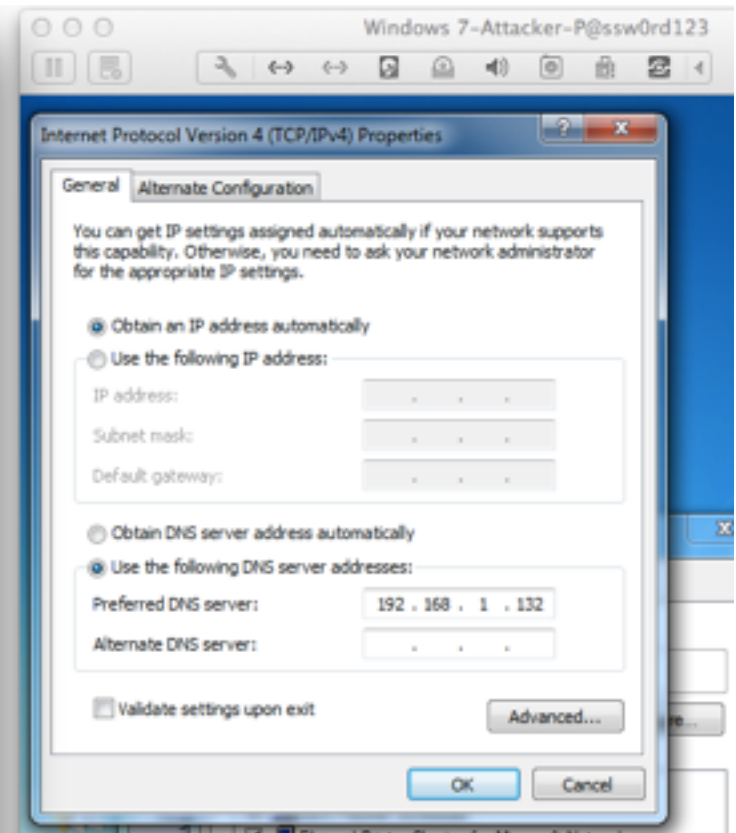 Windows 7-Attacker-P@ssw0rd123
Internet Protocol Version 4 (TCP/IPv4) Properties
General
Alternate Configuration
You can get IP settings assigned automatically if your network supports
this capability. Otherwise, you need to ask your network administrator
for the appropriate IP settings.
Obtain an IP address automatically
Use the following IP address:
IP address:
Subnet mask:
Default gateway:
Obtain DNS server address automatically
Use the following DNS server addresses:
Preferred DNS server:
192 . 168 . 1 . 132
Alternate DNS server:
Validate settings upon exit
Advanced...
OK
Cancel